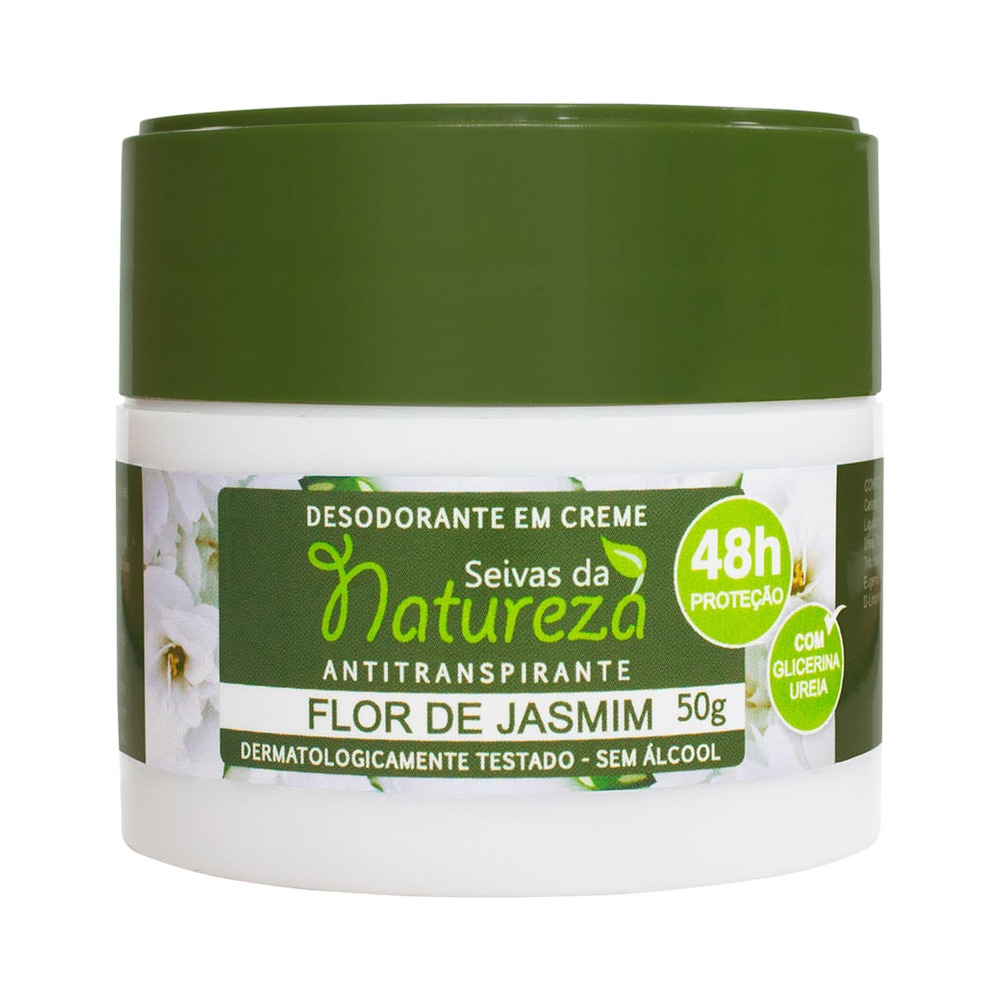 DESODORANTE EM CREME
Seivas da
Natureza
ANTITRANSPIRANTE
FLOR DE JASMIM 50g
DERMATOLOGICAMENTE TESTADO - SEM ÁLCOOL
48h
PROTEÇÃO
COM
GLICERINA
UREIA